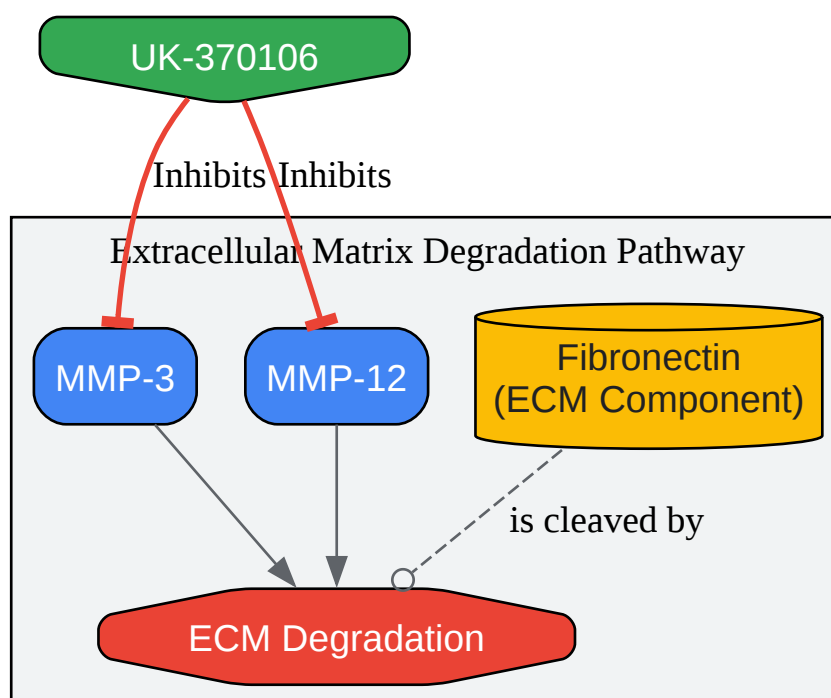 UK-370106
Inhibits Inhibits
Extracellular Matrix Degradation Pathway
MMP-3
MMP-12
Fibronectin
(ECM Component)
is cleaved by
ECM Degradation